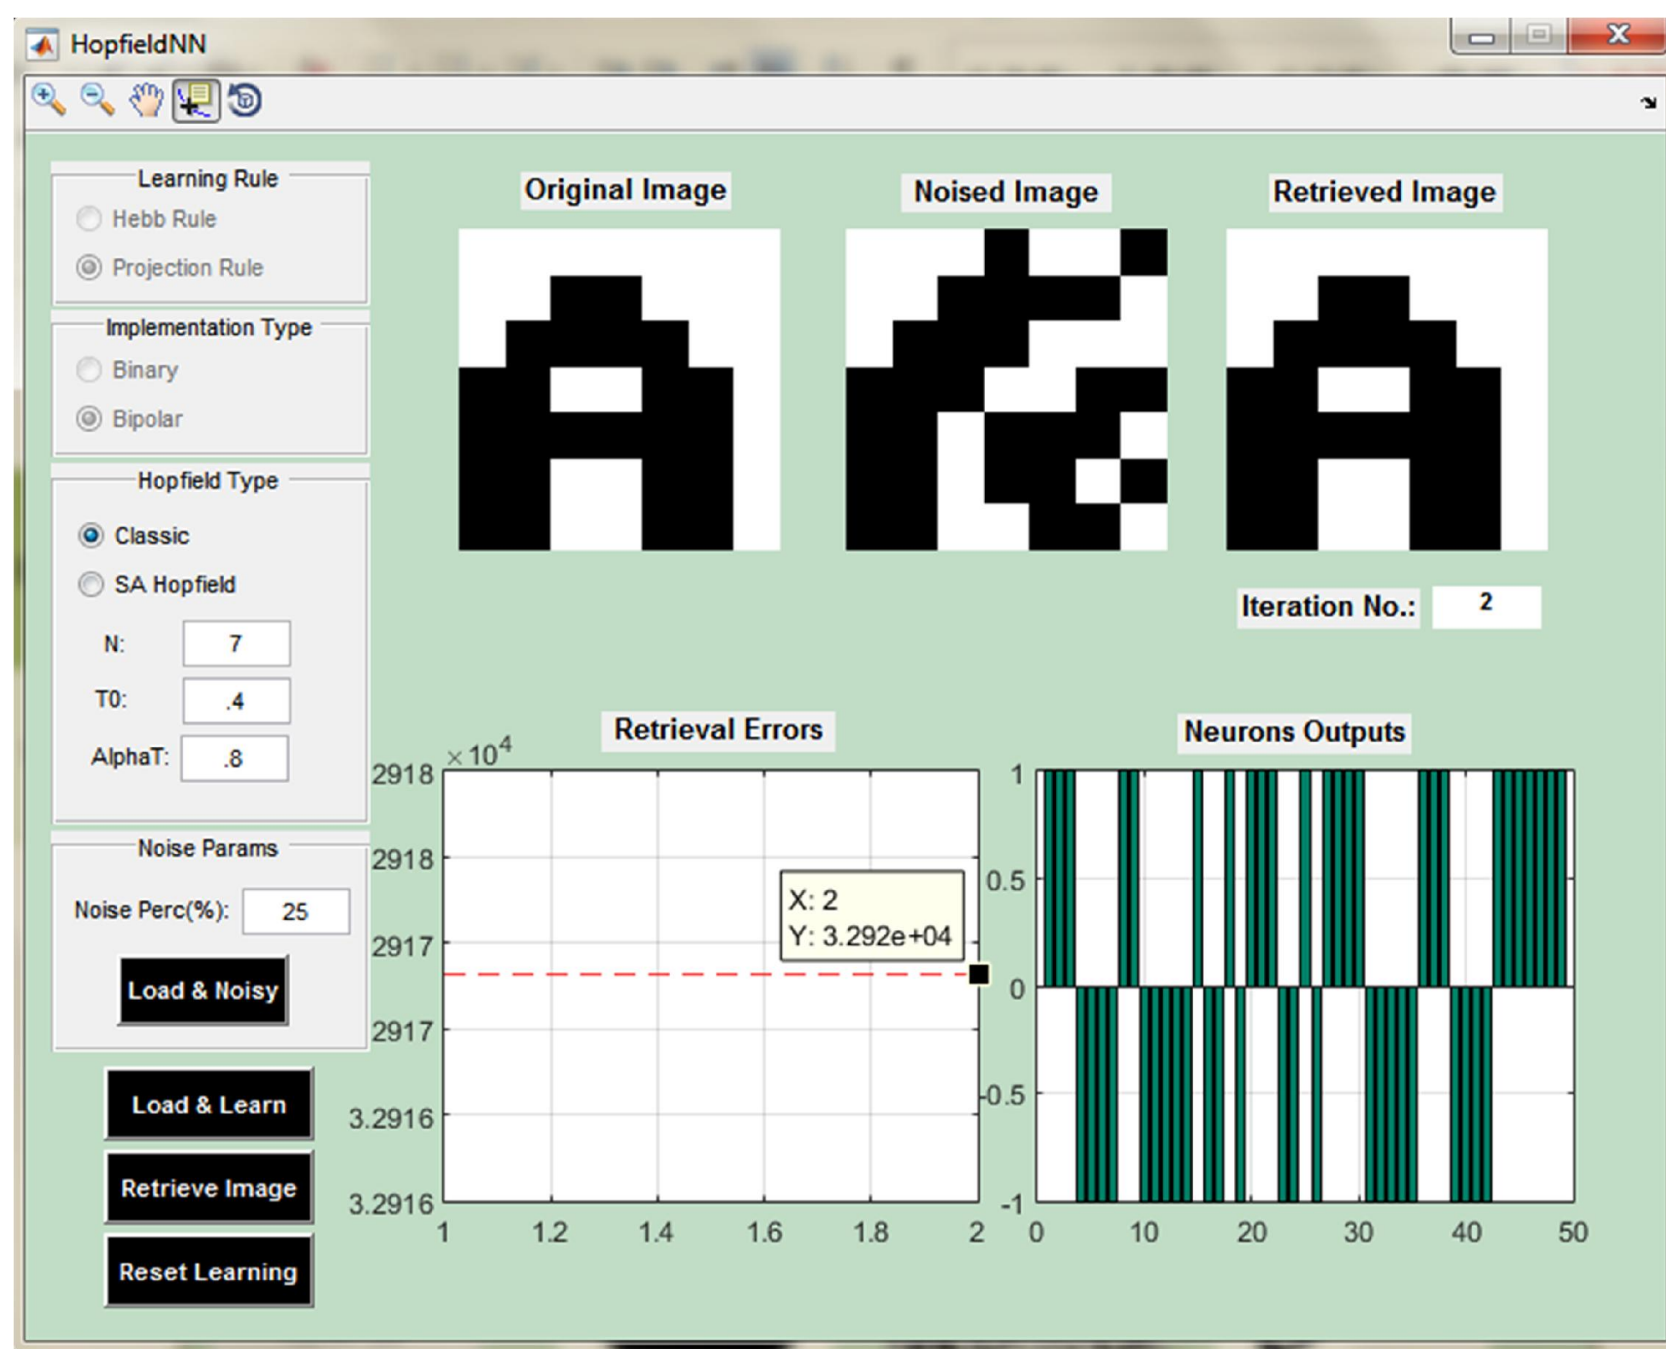 HopfieldNN
Learning Rule
Hebb Rule
Projection Rule
Implementation Type
Binary
Bipolar
Hopfield Type
Classic
SA Hopfield
N: 7
T0: .4
AlphaT: .8
Noise Params
Noise Perc(%): 25
Load & Noisy
Load & Learn
Retrieve Image
Reset Learning
Original Image
Noised Image
Retrieved Image
Iteration No.: 2
Retrieval Errors
×10⁴
2918
2918
2917
2917
3.2916
3.2916
1 1.2 1.4 1.6 1.8 2
X: 2
Y: 3.292e+04
Neurons Outputs
1
0.5
0
-0.5
-1
0 10 20 30 40 50